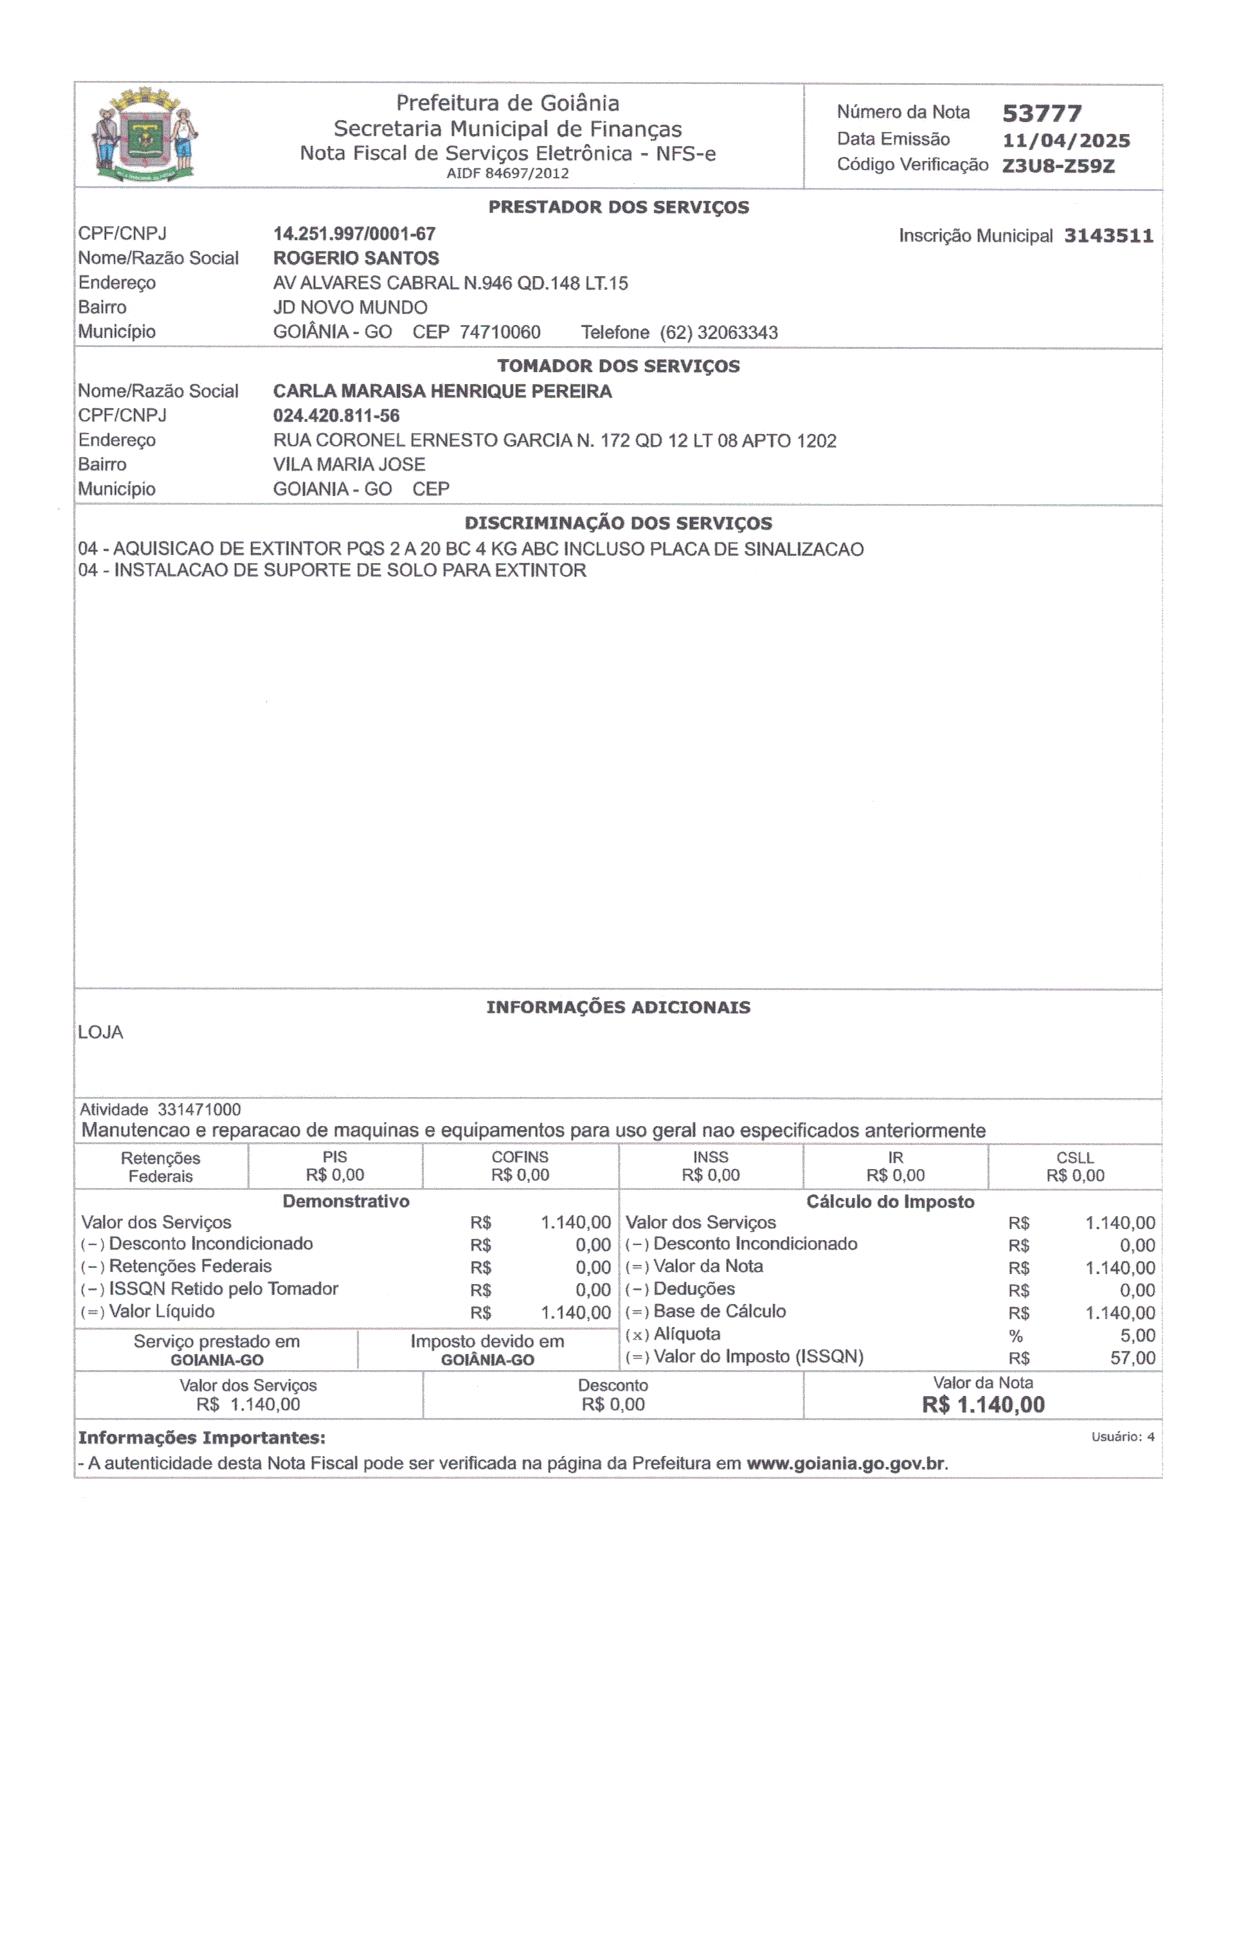 Prefeitura de Goiânia
Secretaria Municipal de Finanças
Nota Fiscal de Serviços Eletrônica - NFS-e
AIDF 84697/2012
Número da Nota 53777
Data Emissão 11/04/2025
Código Verificação Z3U8-Z59Z
PRESTADOR DOS SERVIÇOS
CPF/CNPJ 14.251.997/0001-67 Inscrição Municipal 3143511
Nome/Razão Social ROGERIO SANTOS
Endereço AV ALVARES CABRAL N.946 QD.148 LT.15
Bairro JD NOVO MUNDO
Município GOIÂNIA - GO CEP 74710060 Telefone (62) 32063343
TOMADOR DOS SERVIÇOS
Nome/Razão Social CARLA MARAISA HENRIQUE PEREIRA
CPF/CNPJ 024.420.811-56
Endereço RUA CORONEL ERNESTO GARCIA N. 172 QD 12 LT 08 APTO 1202
Bairro VILA MARIA JOSE
Município GOIANIA - GO CEP
DISCRIMINAÇÃO DOS SERVIÇOS
04 - AQUISICAO DE EXTINTOR PQS 2 A 20 BC 4 KG ABC INCLUSO PLACA DE SINALIZACAO
04 - INSTALACAO DE SUPORTE DE SOLO PARA EXTINTOR
INFORMAÇÕES ADICIONAIS
LOJA
Atividade 331471000
Manutencao e reparacao de maquinas e equipamentos para uso geral nao especificados anteriormente
Retenções Federais
PIS R$ 0,00
COFINS R$ 0,00
INSS R$ 0,00
IR R$ 0,00
CSLL R$ 0,00
Demonstrativo
Valor dos Serviços R$ 1.140,00
(-) Desconto Incondicionado R$ 0,00
(-) Retenções Federais R$ 0,00
(-) ISSQN Retido pelo Tomador R$ 0,00
(=) Valor Líquido R$ 1.140,00
Serviço prestado em
GOIANIA-GO
Imposto devido em
GOIÂNIA-GO
Cálculo do Imposto
Valor dos Serviços R$ 1.140,00
(-) Desconto Incondicionado R$ 0,00
(=) Valor da Nota R$ 1.140,00
(-) Deduções R$ 0,00
(=) Base de Cálculo R$ 1.140,00
(x) Alíquota % 5,00
(=) Valor do Imposto (ISSQN) R$ 57,00
Valor dos Serviços
R$ 1.140,00
Desconto
R$ 0,00
Valor da Nota
R$ 1.140,00
Informações Importantes: Usuário: 4
- A autenticidade desta Nota Fiscal pode ser verificada na página da Prefeitura em www.goiania.go.gov.br.